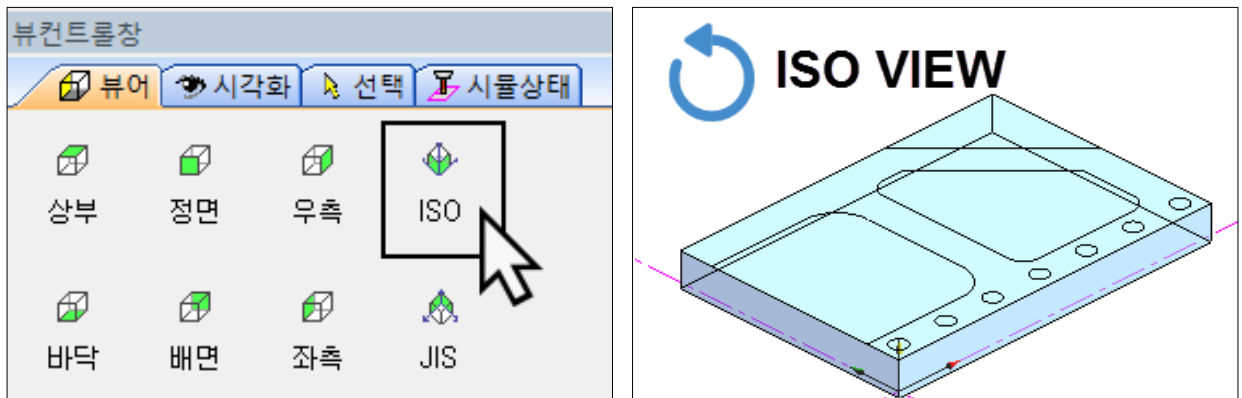 뷰컨트롤창
뷰어 시각화 선택 시물상태
상부 정면 우측 ISO
바닥 배면 좌측 JIS
ISO VIEW